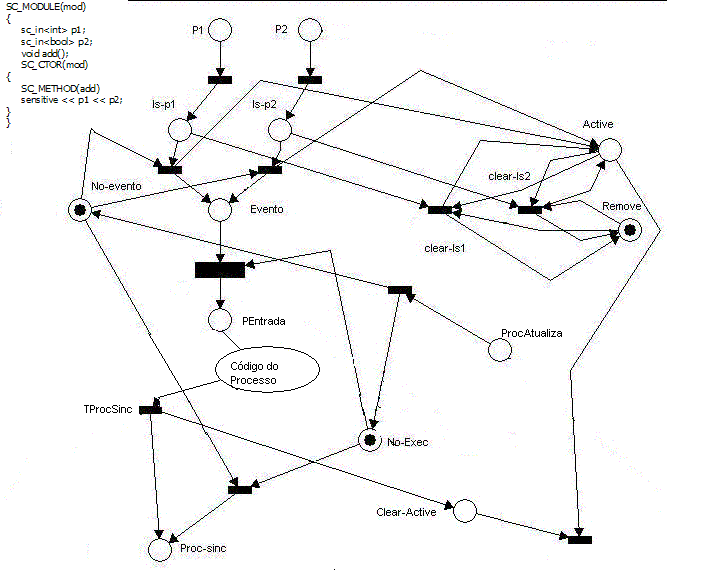 SC_MODULE(mod)
{
sc_in<int> p1;
sc_in<bool> p2;
void add();
SC_CTOR(mod)
{
SC_METHOD(add)
sensitive << p1 << p2;
}
}
P1
P2
Is-p1
Is-p2
Active
clear-Is2
No-evento
Evento
Remove
clear-Is1
PEntrada
ProcAtualiza
Código do
Processo
TProcSinc
No-Exec
Clear-Active
Proc-sinc